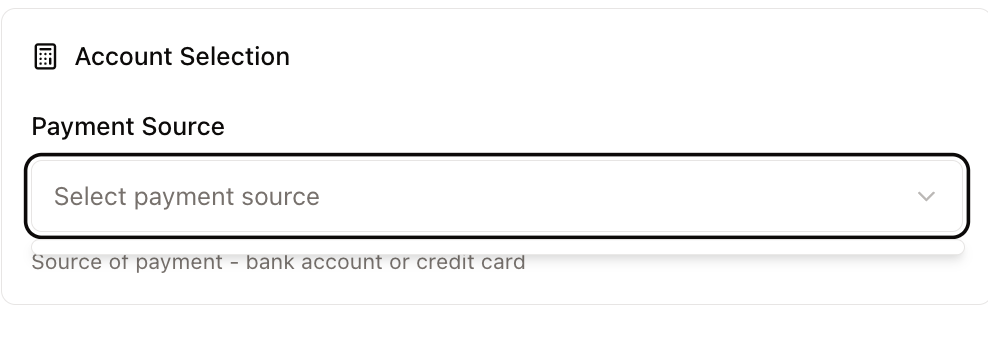 Account Selection
Payment Source
Select payment source
Source of payment - bank account or credit card